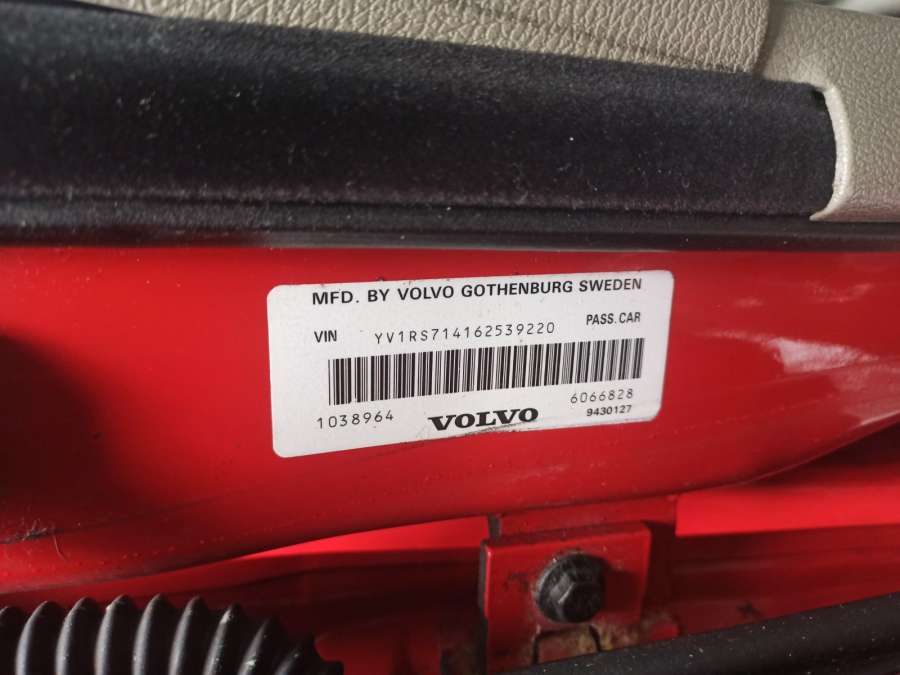 MFD. BY VOLVO GOTHENBURG SWEDEN
VIN YV1RS714162539220 PASS. CAR
1038964 VOLVO 6066828
9430127